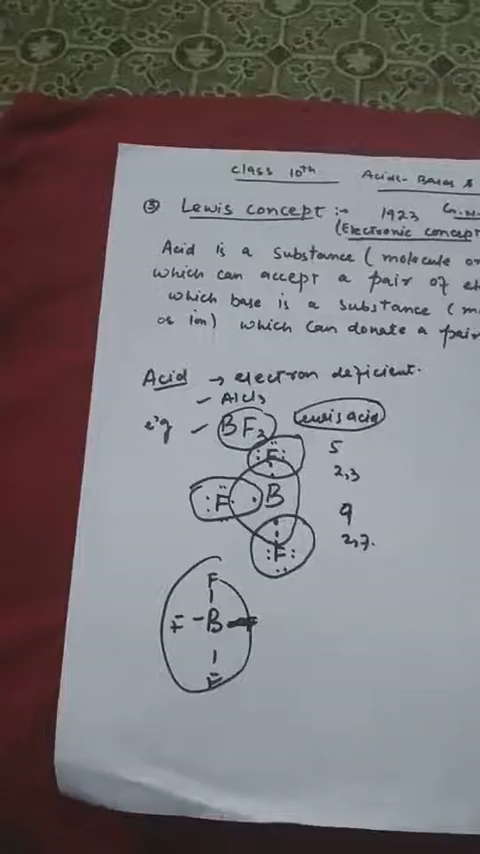 Class 10th Acids- Bases &
③ Lewis concept :- 1923 G.N.
(Electronic concept
Acid is a substance ( molecule or
which can accept a pair of el
which base is a substance ( m
or ion) which can donate a pair
Acid → electron deficient.
- AlCl3
e.g - BF3 Lewis acid
F 5
2,3
F B
9
F 2,7.
F
F - B
F